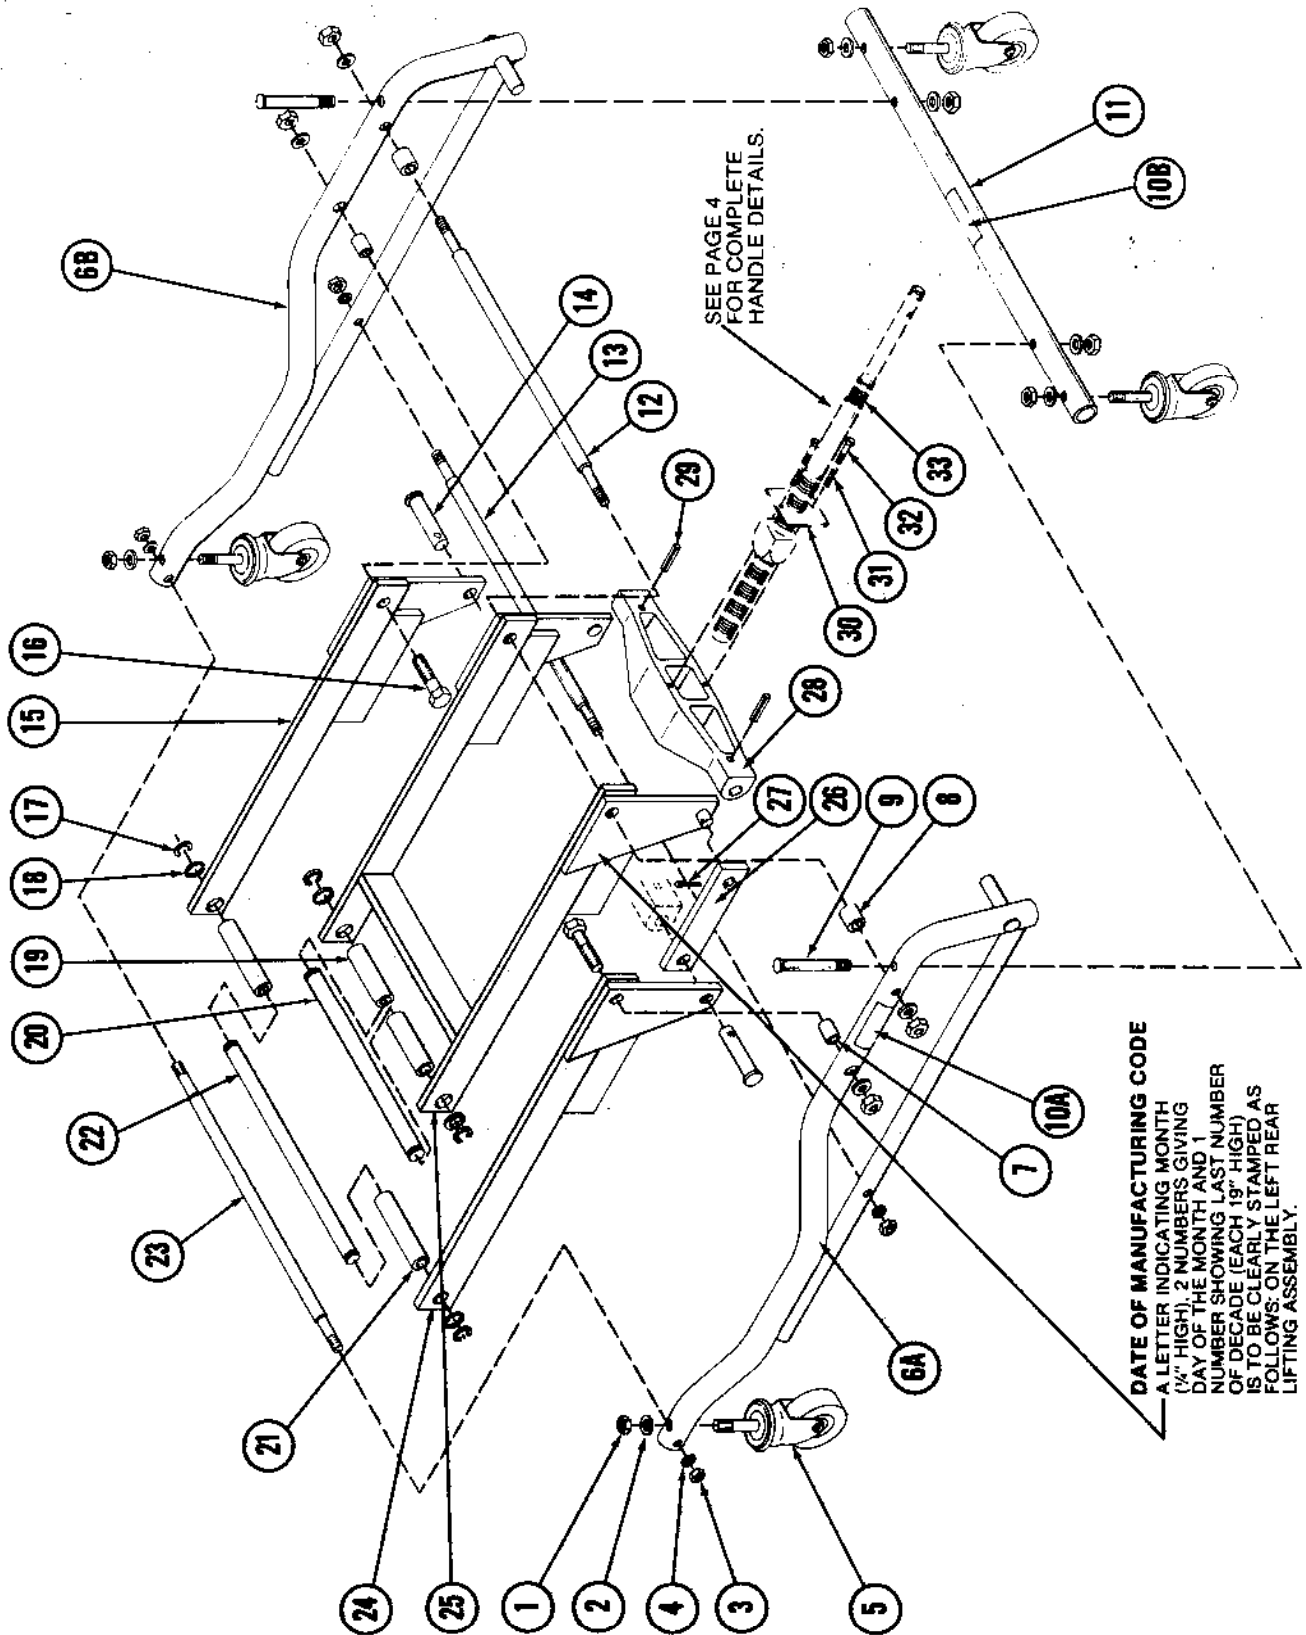 6B
11
10B
SEE PAGE 4
FOR COMPLETE
HANDLE DETAILS.
14
13
12
29
33
32
31
30
16
15
17
18
19
20
22
23
28
27
26
9
8
21
24
25
7
10A
6A
1
2
4
3
5
DATE OF MANUFACTURING CODE
A LETTER INDICATING MONTH
(¼" HIGH), 2 NUMBERS GIVING
DAY OF THE MONTH AND 1
NUMBER SHOWING LAST NUMBER
OF DECADE (EACH 19" HIGH)
IS TO BE CLEARLY STAMPED AS
FOLLOWS: ON THE LEFT REAR
LIFTING ASSEMBLY.